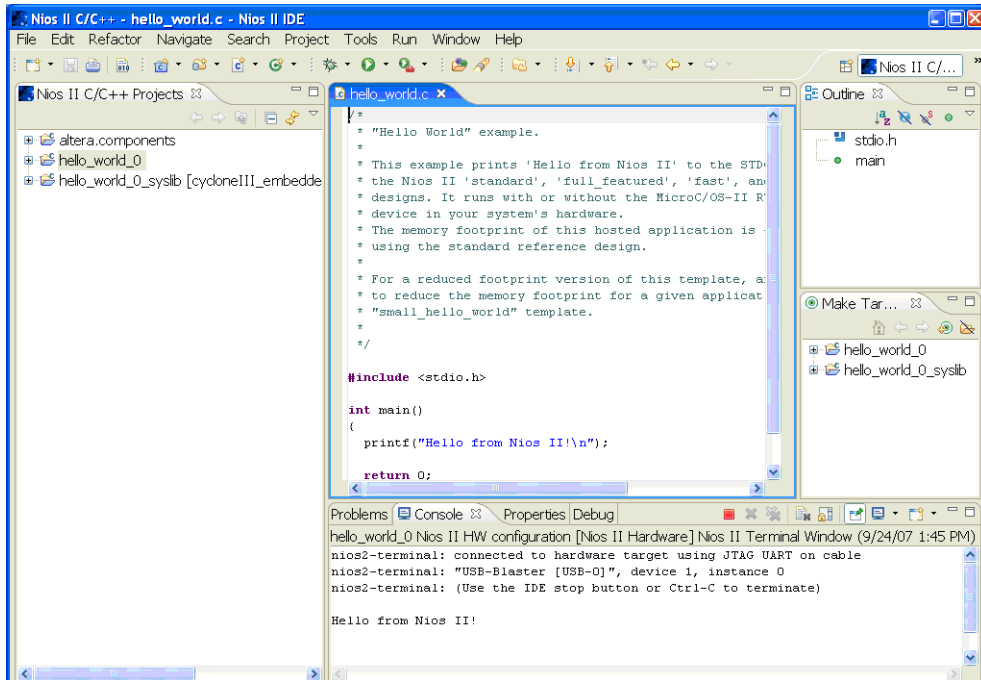 Nios II C/C++ - hello_world.c - Nios II IDE
File Edit Refactor Navigate Search Project Tools Run Window Help
Nios II C/...
»
Nios II C/C++ Projects
altera.components
hello_world_0
hello_world_0_syslib [cycloneIII_embedde
hello_world.c
/*
* "Hello World" example.
*
* This example prints 'Hello from Nios II' to the STD
* the Nios II 'standard', 'full_featured', 'fast', an
* designs. It runs with or without the MicroC/OS-II R
* device in your system's hardware.
* The memory footprint of this hosted application is
* using the standard reference design.
*
* For a reduced footprint version of this template, a
* to reduce the memory footprint for a given applicat
* "small_hello_world" template.
*
*/
#include <stdio.h>
int main()
{
printf("Hello from Nios II!\n");
return 0;
Outline
stdio.h
main
Make Tar...
hello_world_0
hello_world_0_syslib
Problems Console Properties Debug
hello_world_0 Nios II HW configuration [Nios II Hardware] Nios II Terminal Window (9/24/07 1:45 PM)
nios2-terminal: connected to hardware target using JTAG UART on cable
nios2-terminal: "USB-Blaster [USB-0]", device 1, instance 0
nios2-terminal: (Use the IDE stop button or Ctrl-C to terminate)
Hello from Nios II!